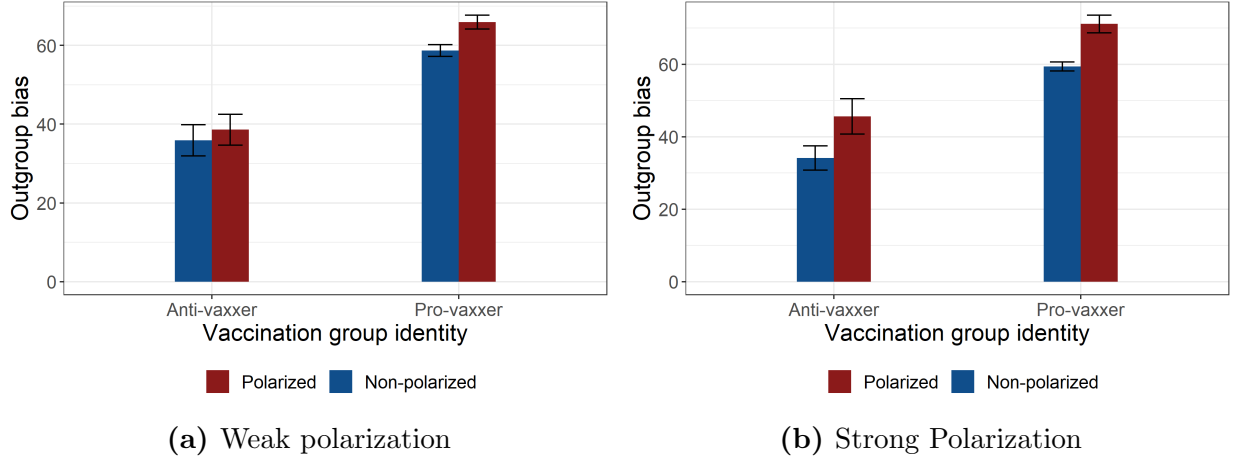 Outgroup bias
60
40
20
0
Anti-vaxxer Pro-vaxxer
Vaccination group identity
Polarized Non-polarized
(a) Weak polarization
Outgroup bias
60
40
20
0
Anti-vaxxer Pro-vaxxer
Vaccination group identity
Polarized Non-polarized
(b) Strong Polarization